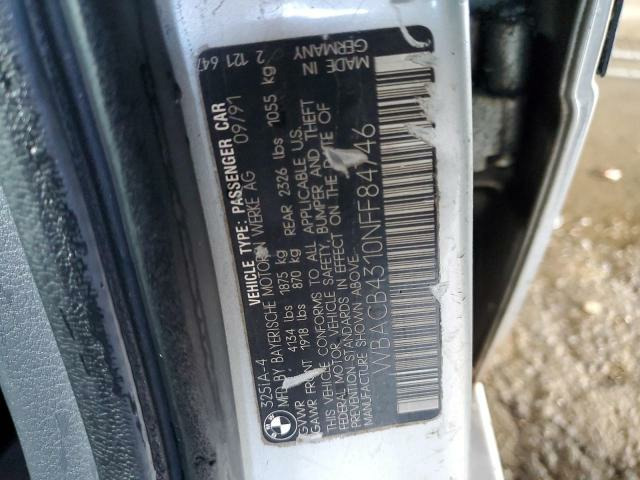 325iA-4 VEHICLE TYPE: PASSENGER CAR
MFD BY BAYERISCHE MOTOREN WERKE AG 09/91
GVWR 4134 lbs 1875 kg
GAWR FRONT 1918 lbs 870 kg REAR 2326 lbs 1055 kg
THIS VEHICLE CONFORMS TO ALL APPLICABLE U.S.
FEDERAL MOTOR VEHICLE SAFETY, BUMPER AND THEFT
PREVENTION STANDARDS IN EFFECT ON THE DATE OF
MANUFACTURE SHOWN ABOVE.
WBACB4310NFF84746
2 121 647
MADE IN
GERMANY